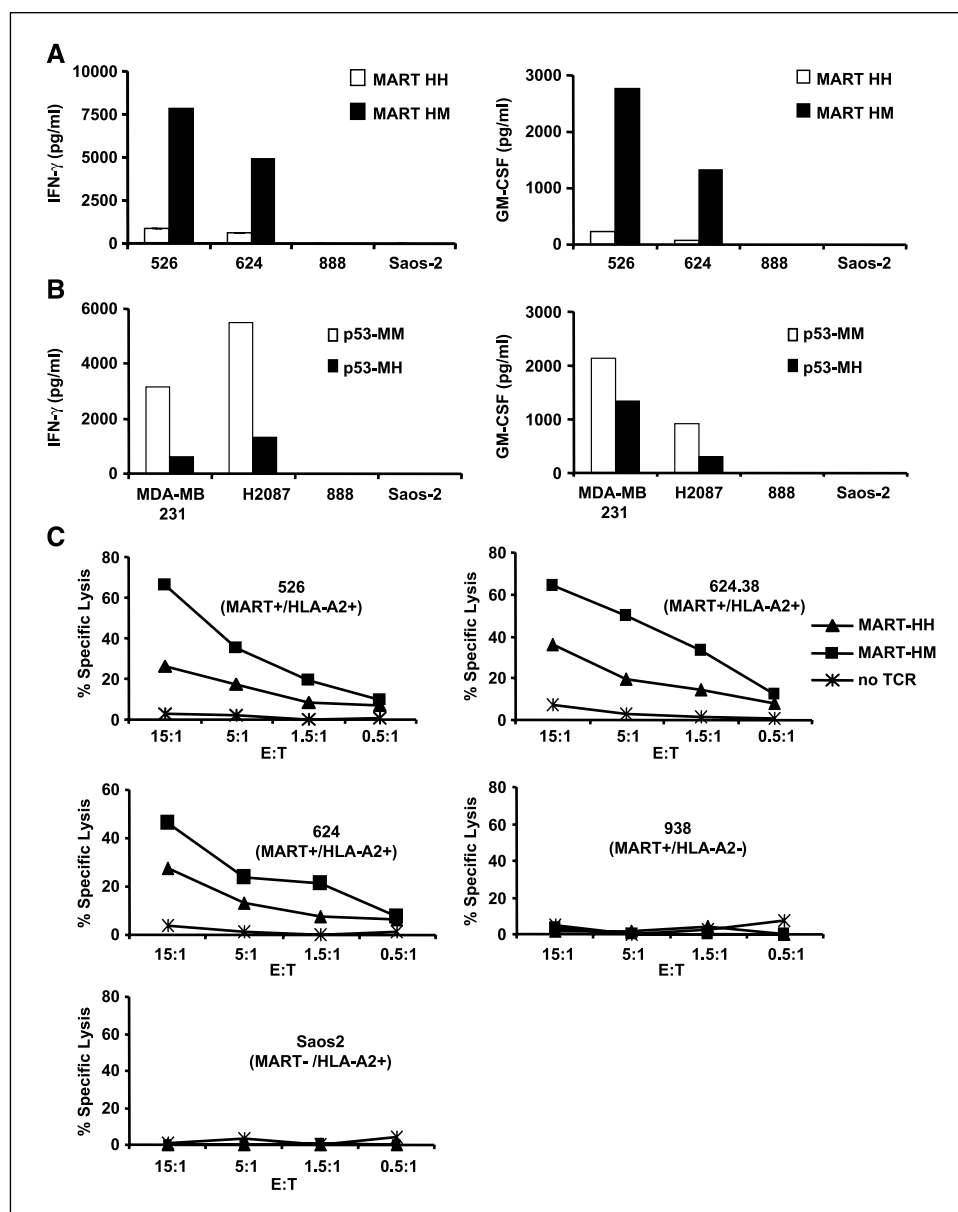 A
10000
7500
5000
2500
0
IFN-γ (pg/ml)
MART HH
MART HM
526 624 888 Saos-2
3000
2000
1000
0
GM-CSF (pg/ml)
MART HH
MART HM
526 624 888 Saos-2
B
6000
4000
2000
0
IFN-γ (pg/ml)
p53-MM
p53-MH
MDA-MB 231 H2087 888 Saos-2
3000
2000
1000
0
GM-CSF (pg/ml)
p53-MM
p53-MH
MDA-MB 231 H2087 888 Saos-2
C
80
60
40
20
0
% Specific Lysis
526
(MART+/HLA-A2+)
15:1 5:1 1.5:1 0.5:1
E:T
80
60
40
20
0
% Specific Lysis
624.38
(MART+/HLA-A2+)
15:1 5:1 1.5:1 0.5:1
E:T
MART-HH
MART-HM
no TCR
60
40
20
0
% Specific Lysis
624
(MART+/HLA-A2+)
15:1 5:1 1.5:1 0.5:1
E:T
80
60
40
20
0
% Specific Lysis
938
(MART+/HLA-A2-)
15:1 5:1 1.5:1 0.5:1
E:T
80
60
40
20
0
% Specific Lysis
Saos2
(MART- /HLA-A2+)
15:1 5:1 1.5:1 0.5:1
E:T